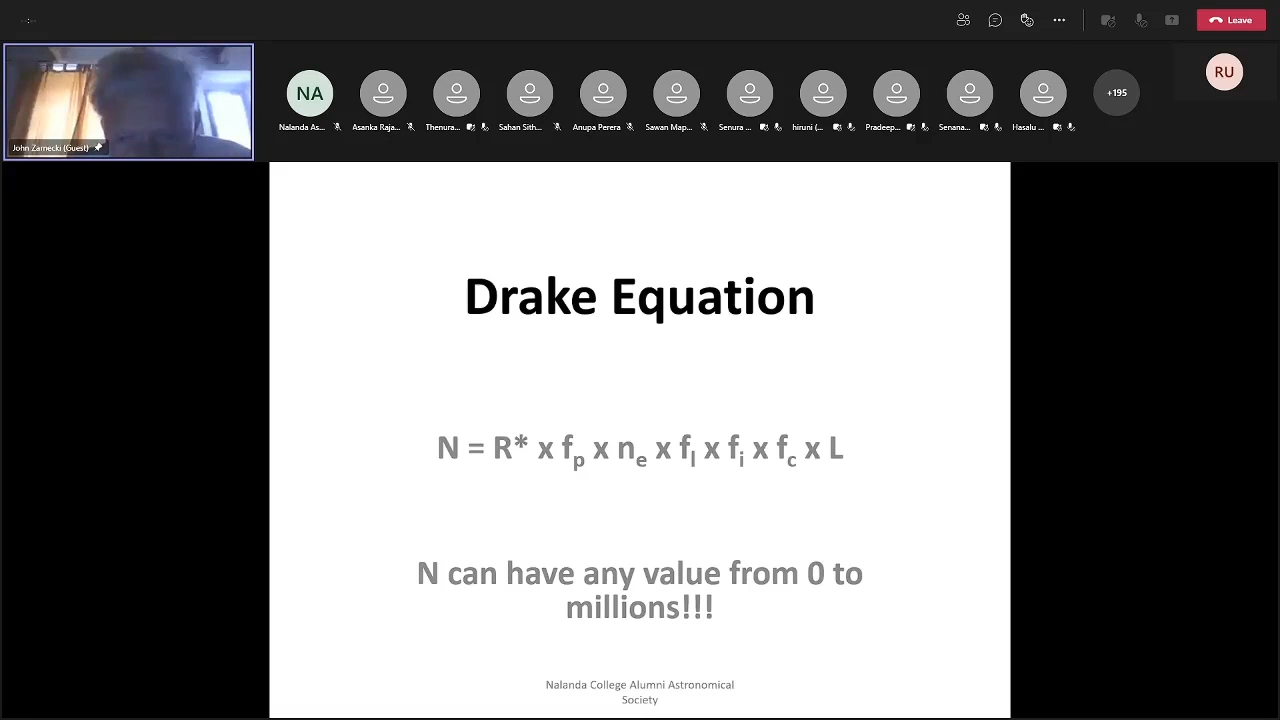 Leave
John Zarnecki (Guest)
NA
Nalanda As...
Asanka Raja...
Thenura...
Sahan Sith...
Anupa Perera
Sawan Map...
Senura ...
hiruni (...
Pradeep...
Senana...
Hasalu ...
+195
RU
Drake Equation
N = R* x fp x ne x fl x fi x fc x L
N can have any value from 0 to
millions!!!
Nalanda College Alumni Astronomical
Society